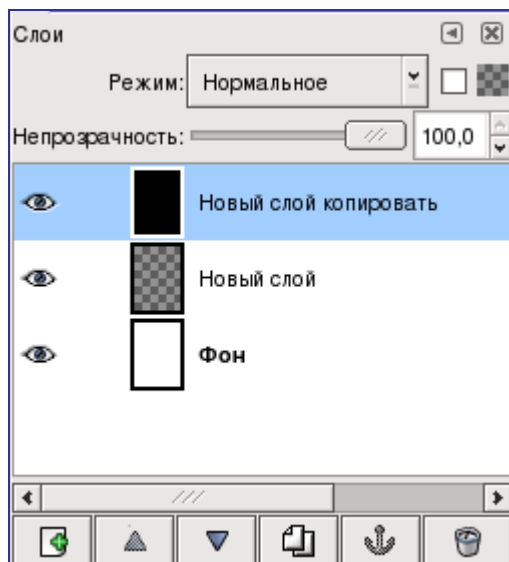 Слои
Режим: Нормальное
Непрозрачность: 100,0
Новый слой копировать
Новый слой
Фон